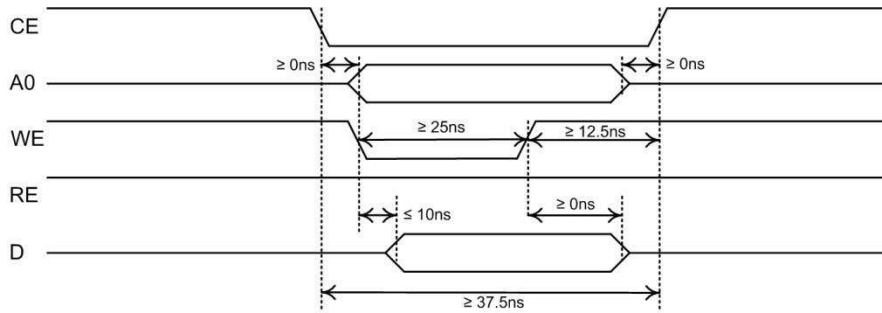 CE
≥ 0ns
≥ 0ns
A0
≥ 25ns
≥ 12.5ns
WE
RE
≤ 10ns
≥ 0ns
D
≥ 37.5ns